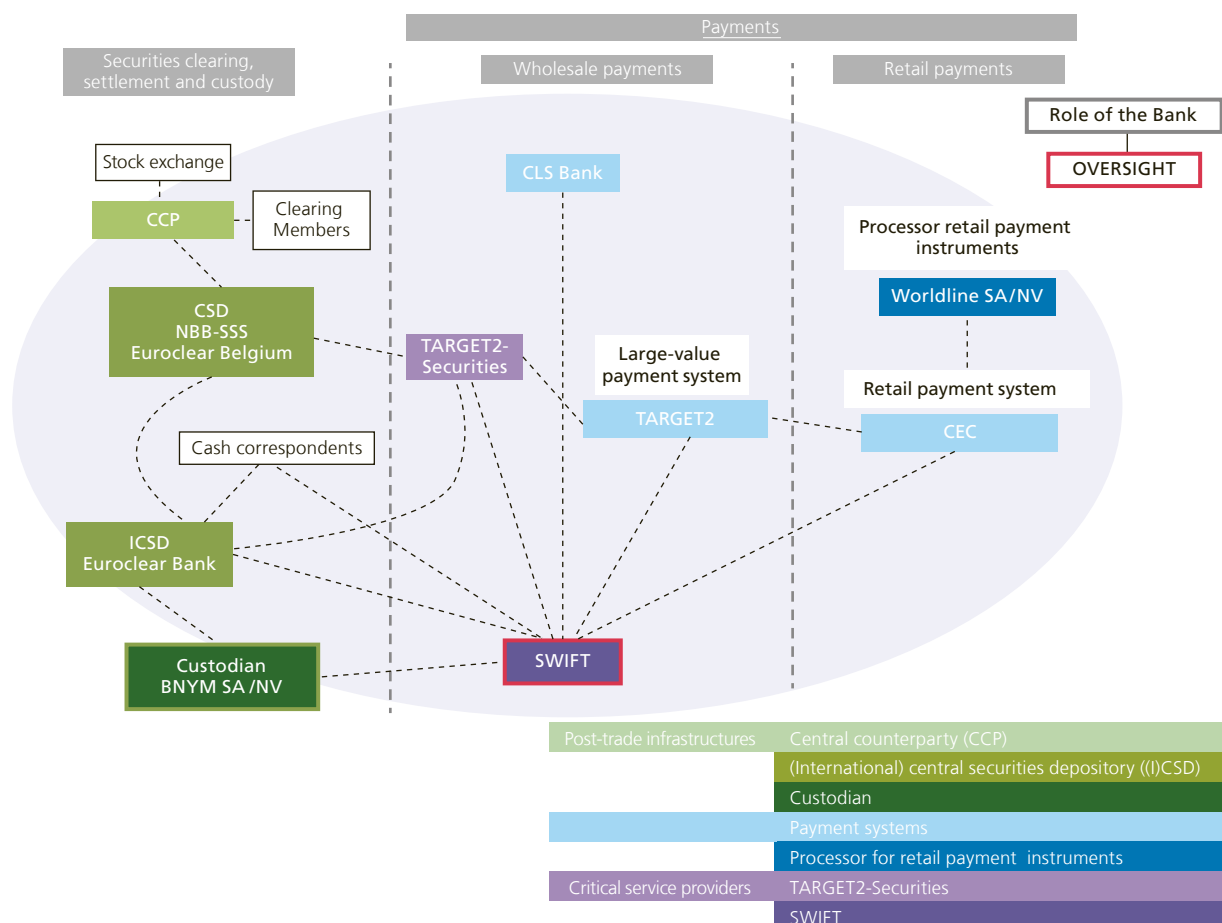 Payments
Securities clearing,
settlement and custody
Wholesale payments
Retail payments
Role of the Bank
OVERSIGHT
Stock exchange
CCP
Clearing
Members
CLS Bank
Processor retail payment
instruments
Worldline SA/NV
CSD
NBB-SSS
Euroclear Belgium
TARGET2-
Securities
Large-value
payment system
TARGET2
Retail payment system
CEC
Cash correspondents
ICSD
Euroclear Bank
Custodian
BNYM SA /NV
SWIFT
Post-trade infrastructures
Central counterparty (CCP)
(International) central securities depository ((I)CSD)
Custodian
Payment systems
Processor for retail payment instruments
Critical service providers
TARGET2-Securities
SWIFT